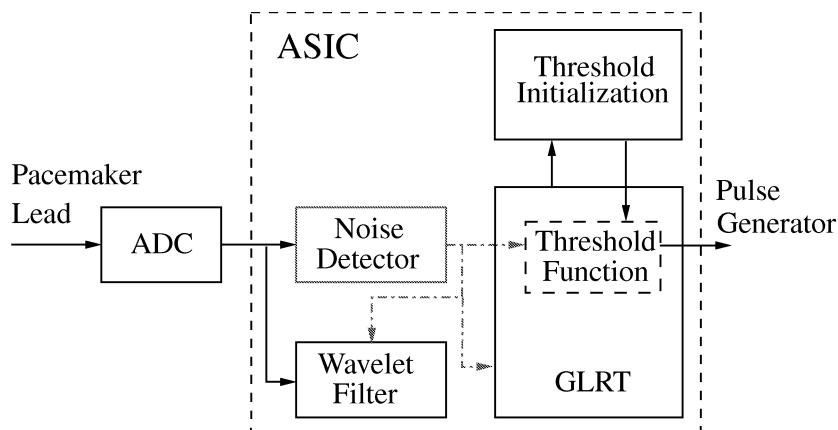 ASIC
Threshold
Initialization
Pacemaker
Lead
ADC
Noise
Detector
Threshold
Function
Pulse
Generator
Wavelet
Filter
GLRT